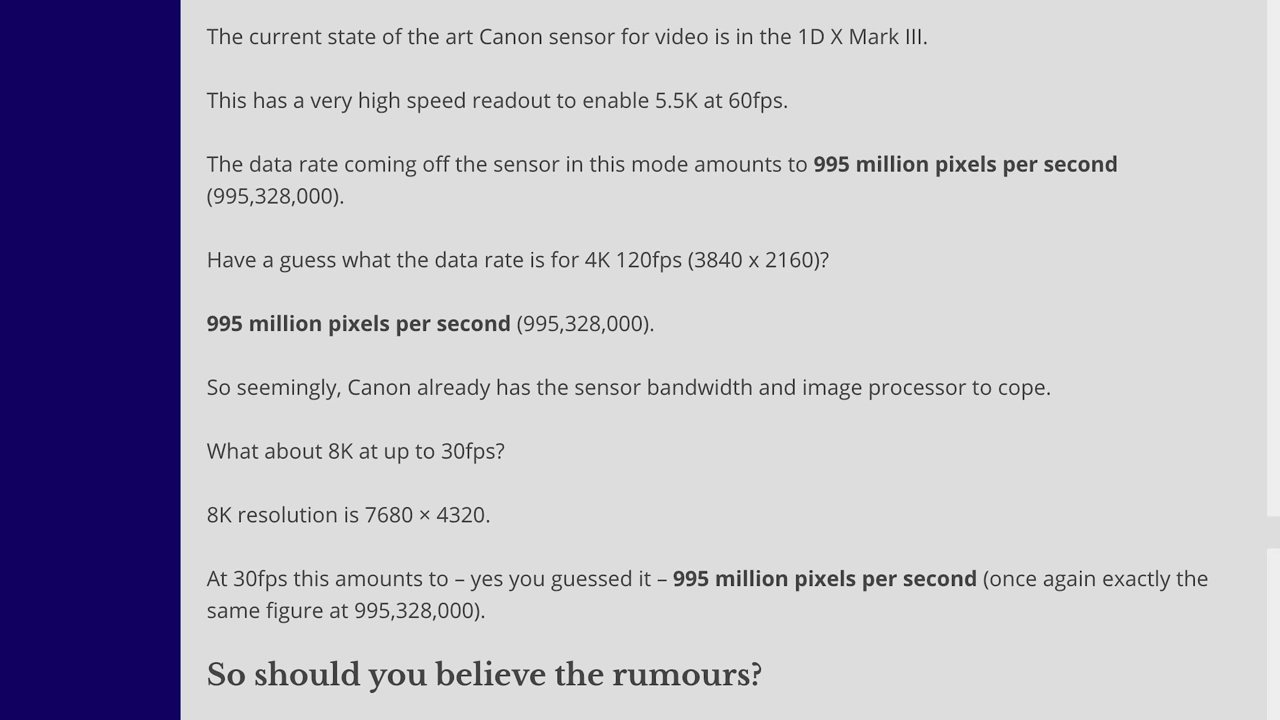 The current state of the art Canon sensor for video is in the 1D X Mark III.
This has a very high speed readout to enable 5.5K at 60fps.
The data rate coming off the sensor in this mode amounts to 995 million pixels per second
(995,328,000).
Have a guess what the data rate is for 4K 120fps (3840 x 2160)?
995 million pixels per second (995,328,000).
So seemingly, Canon already has the sensor bandwidth and image processor to cope.
What about 8K at up to 30fps?
8K resolution is 7680 × 4320.
At 30fps this amounts to – yes you guessed it – 995 million pixels per second (once again exactly the
same figure at 995,328,000).
So should you believe the rumours?